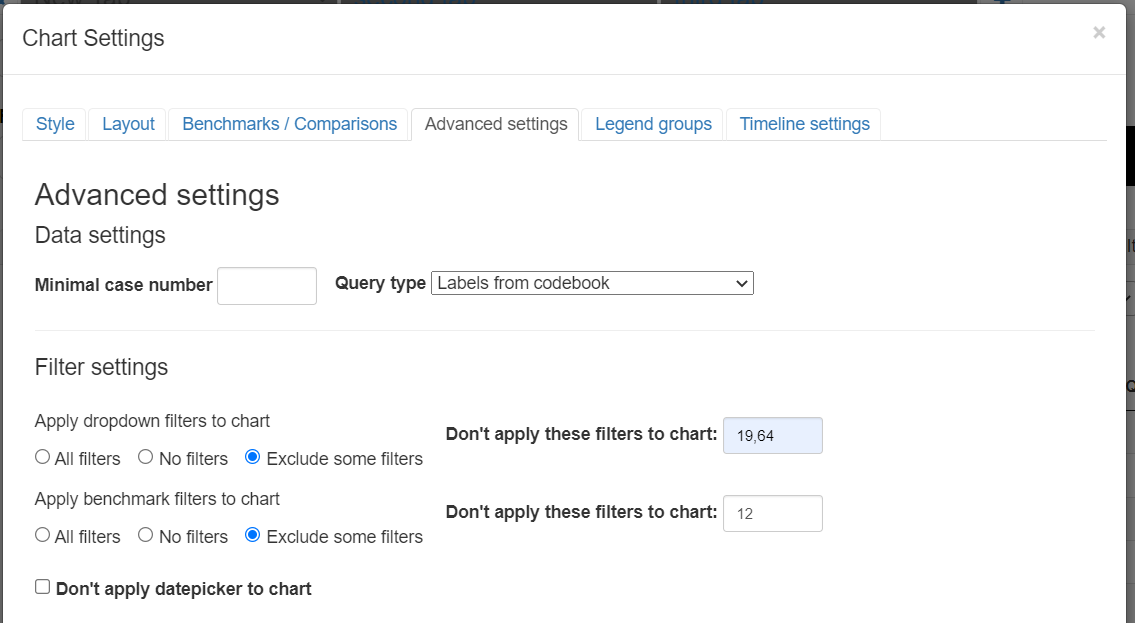 Chart Settings ×
Style Layout Benchmarks / Comparisons Advanced settings Legend groups Timeline settings
Advanced settings
Data settings
Minimal case number Query type Labels from codebook
Filter settings
Apply dropdown filters to chart
Don't apply these filters to chart: 19,64
All filters No filters Exclude some filters
Apply benchmark filters to chart
Don't apply these filters to chart: 12
All filters No filters Exclude some filters
Don't apply datepicker to chart